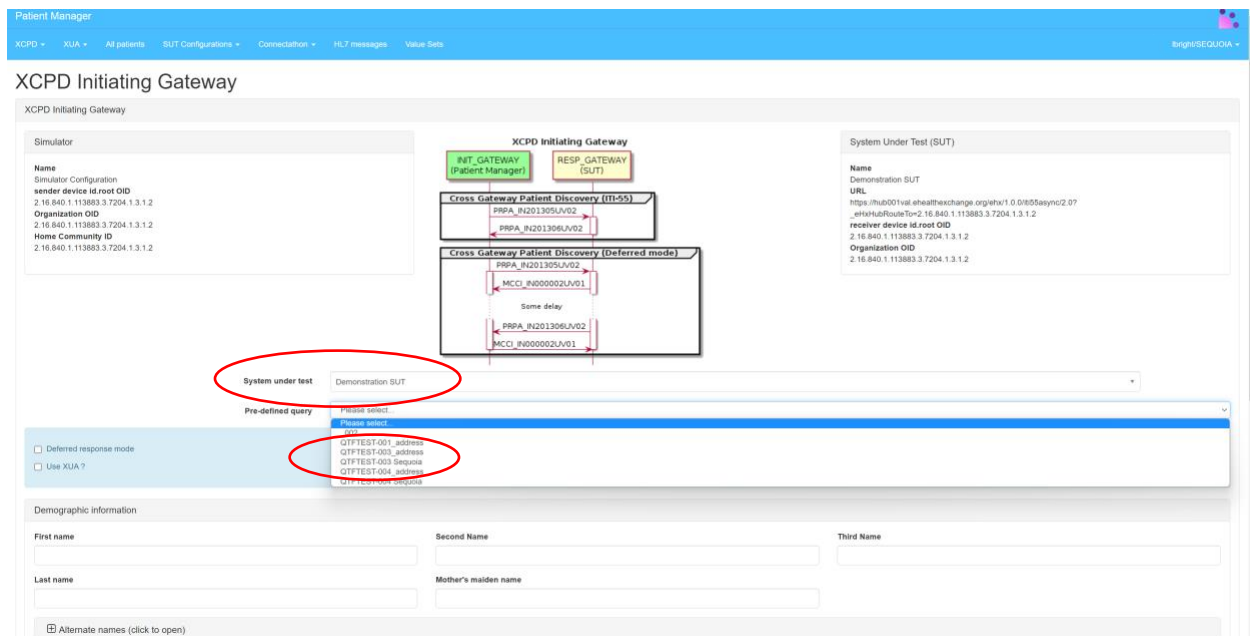 Patient Manager
XCPD XUA All patients SUT Configurations Connectathon HL7 messages Value Sets lbright/SEQUOIA
XCPD Initiating Gateway
XCPD Initiating Gateway
Simulator
Name
Simulator Configuration
sender device id.root OID
2.16.840.1.113883.3.7204.1.3.1.2
Organization OID
2.16.840.1.113883.3.7204.1.3.1.2
Home Community ID
2.16.840.1.113883.3.7204.1.3.1.2
XCPD Initiating Gateway
INIT_GATEWAY
(Patient Manager)
RESP_GATEWAY
(SUT)
Cross Gateway Patient Discovery (ITI-55)
PRPA_IN201305UV02
PRPA_IN201306UV02
Cross Gateway Patient Discovery (Deferred mode)
PRPA_IN201305UV02
MCCI_IN000002UV01
Some delay
PRPA_IN201306UV02
MCCI_IN000002UV01
System Under Test (SUT)
Name
Demonstration SUT
URL
https://hub001val.ehealthexchange.org/ehx/1.0.0/iti55async/2.0?
_eHxHubRouteTo=2.16.840.1.113883.3.7204.1.3.1.2
receiver device id.root OID
2.16.840.1.113883.3.7204.1.3.1.2
Organization OID
2.16.840.1.113883.3.7204.1.3.1.2
System under test Demonstration SUT
Pre-defined query Please select...
Please select...
QTFTEST-001_address
QTFTEST-003_address
QTFTEST-003 Sequoia
QTFTEST-004_address
QTFTEST-004 Sequoia
Deferred response mode
Use XUA ?
Demographic information
First name
Second Name
Third Name
Last name
Mother's maiden name
Alternate names (click to open)